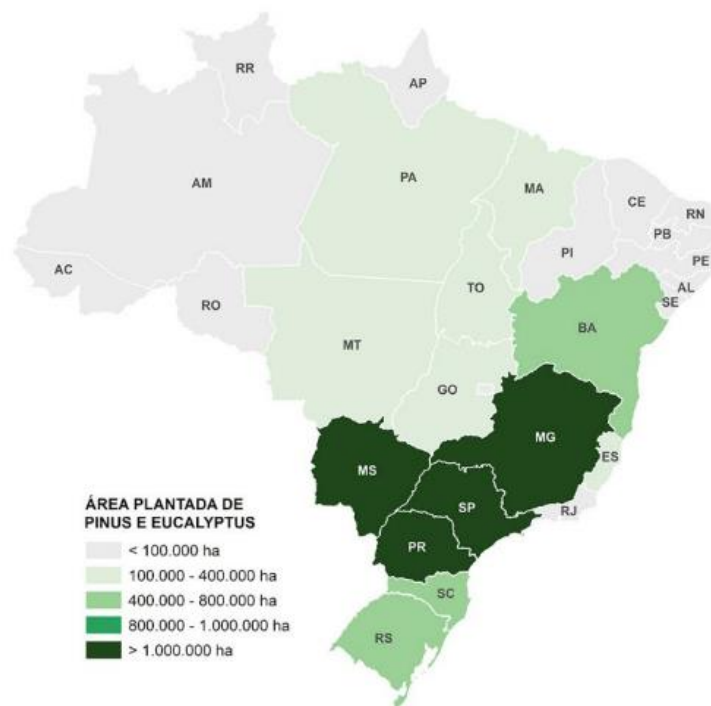 RR
AP
AM
PA
MA
CE
RN
PB
PE
PI
AC
TO
AL
SE
RO
BA
MT
GO
MG
ES
MS
SP
RJ
PR
SC
RS
ÁREA PLANTADA DE
PINUS E EUCALYPTUS
< 100.000 ha
100.000 - 400.000 ha
400.000 - 800.000 ha
800.000 - 1.000.000 ha
> 1.000.000 ha